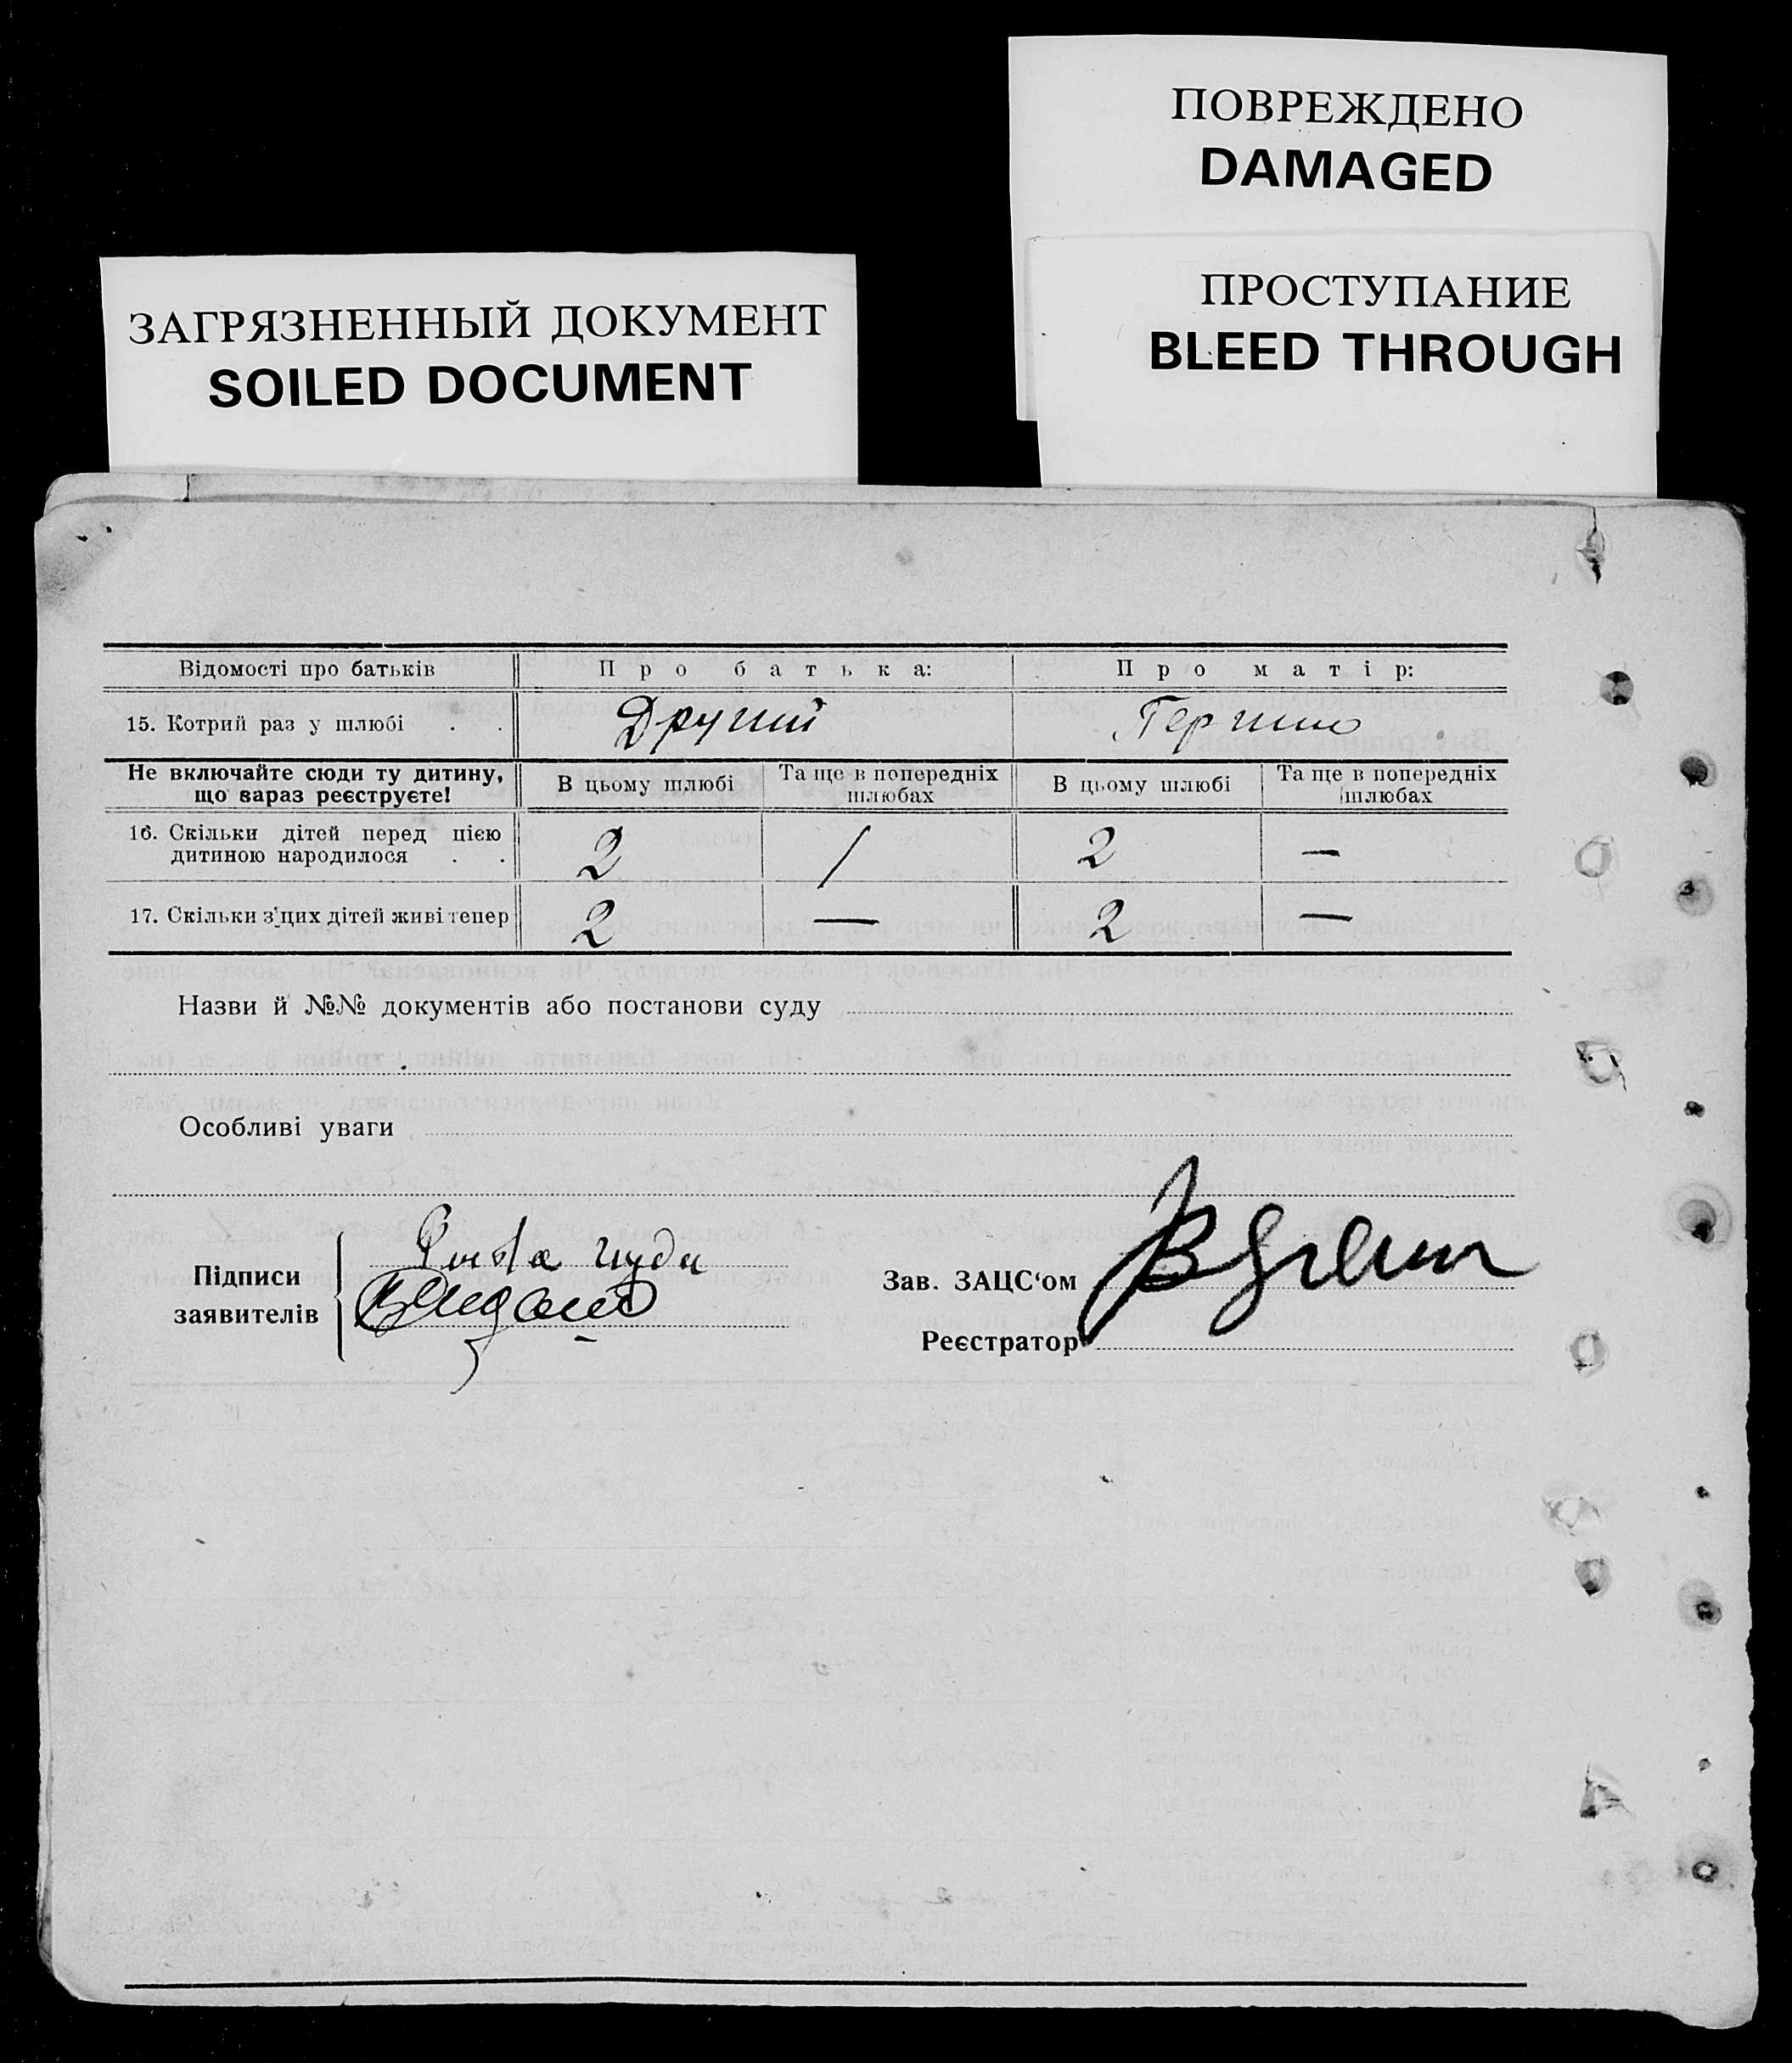 ПОВРЕЖДЕНО
DAMAGED
ПРОСТУПАНИЕ
BLEED THROUGH
ЗАГРЯЗНЕННЫЙ ДОКУМЕНТ
SOILED DOCUMENT
Відомості про батьків Про батька: Про матір:
15. Котрий раз у шлюбі . . Другий
Не включайте сюди ту дитину, що вараз реєструєте! В цьому шлюбі Та ще в попередніх шлюбах В цьому шлюбі Та ще в попередніх шлюбах
16. Скільки дітей перед цією
дитиною народилося . . 2 / 2 —
17. Скільки з'цих дітей живі тепер 2 — 2 —
Назви й №№ документів або постанови суду
Особливі уваги
Підписи
заявителів
Зав. ЗАЦС‘ом
Реєстратор